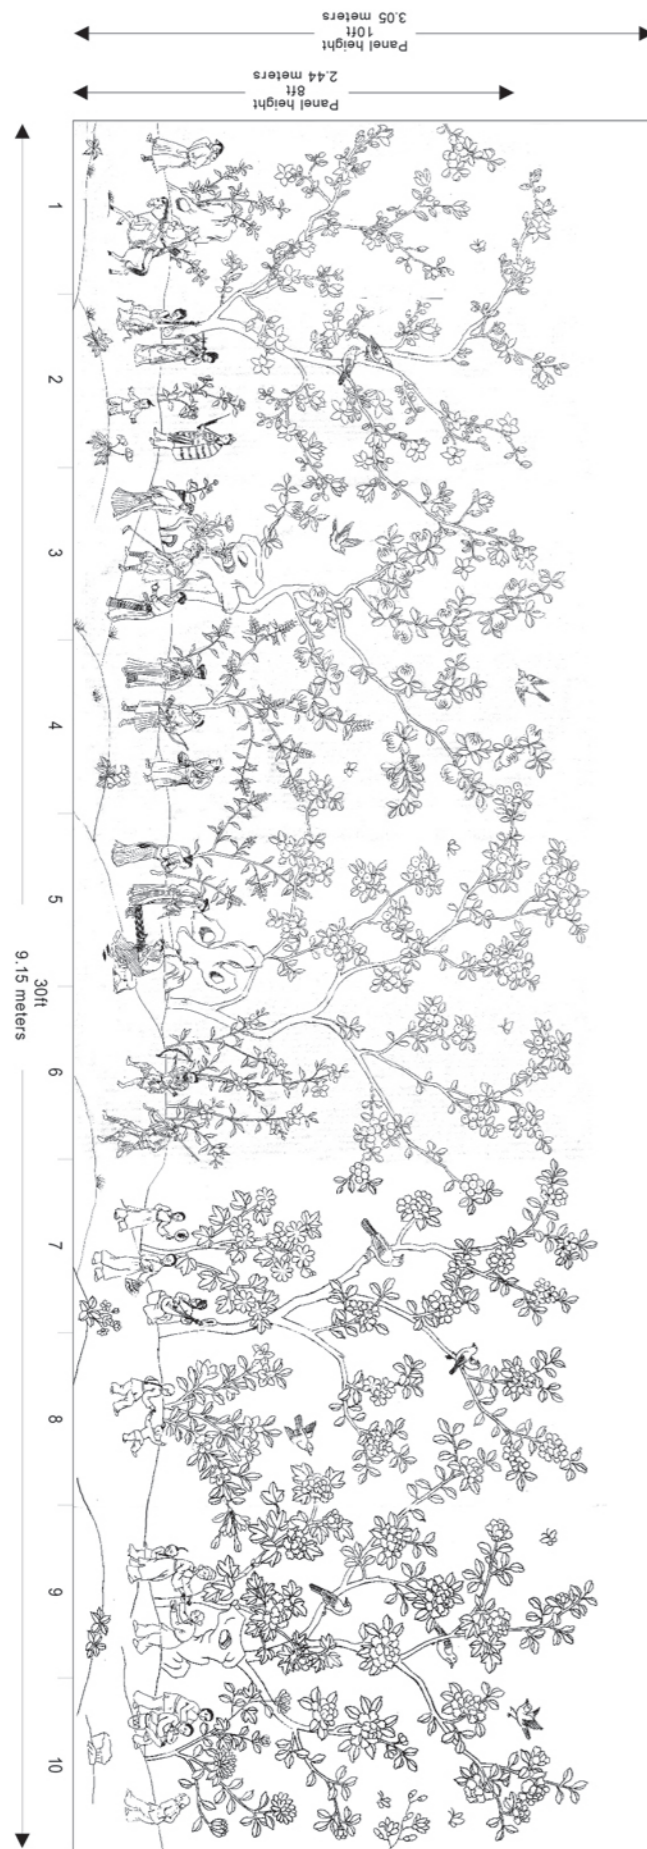 Panel height
10ft
3.05 meters
Panel height
8ft
2.44 meters
1
2
3
4
5
6
7
8
9
10
30ft
9.15 meters